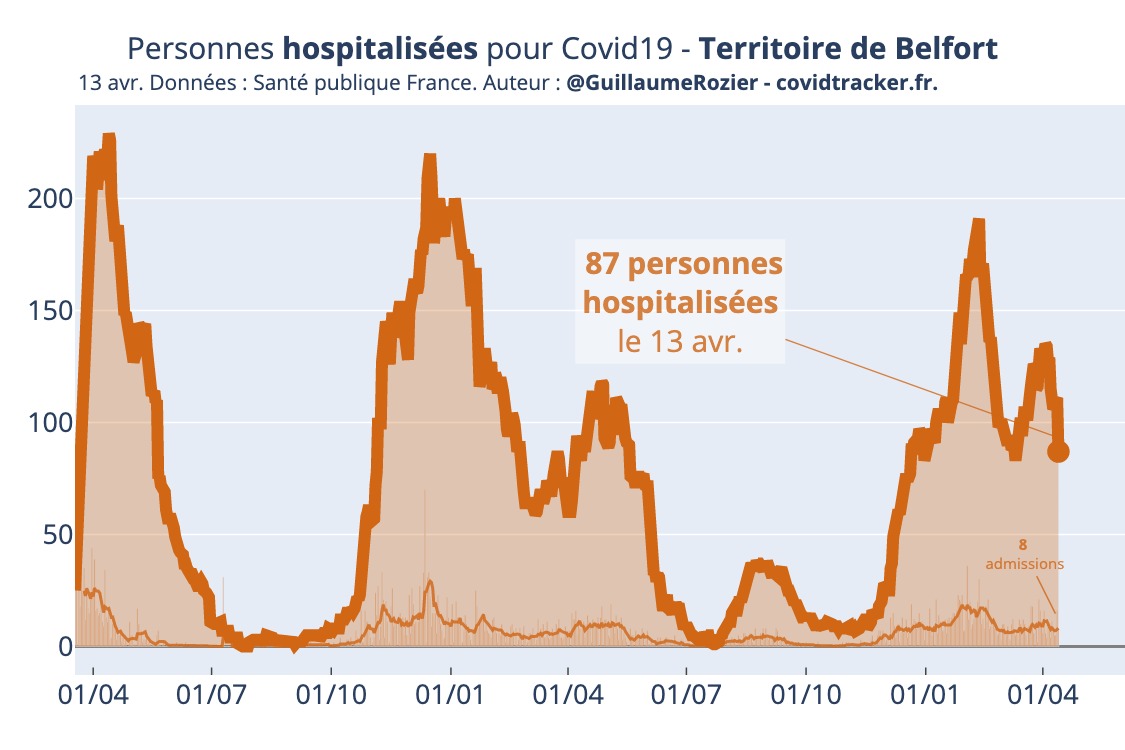 Personnes hospitalisées pour Covid19 - Territoire de Belfort
13 avr. Données : Santé publique France. Auteur : @GuillaumeRozier - covidtracker.fr.
200
150
100
50
0
87 personnes
hospitalisées
le 13 avr.
8
admissions
01/04
01/07
01/10
01/01
01/04
01/07
01/10
01/01
01/04